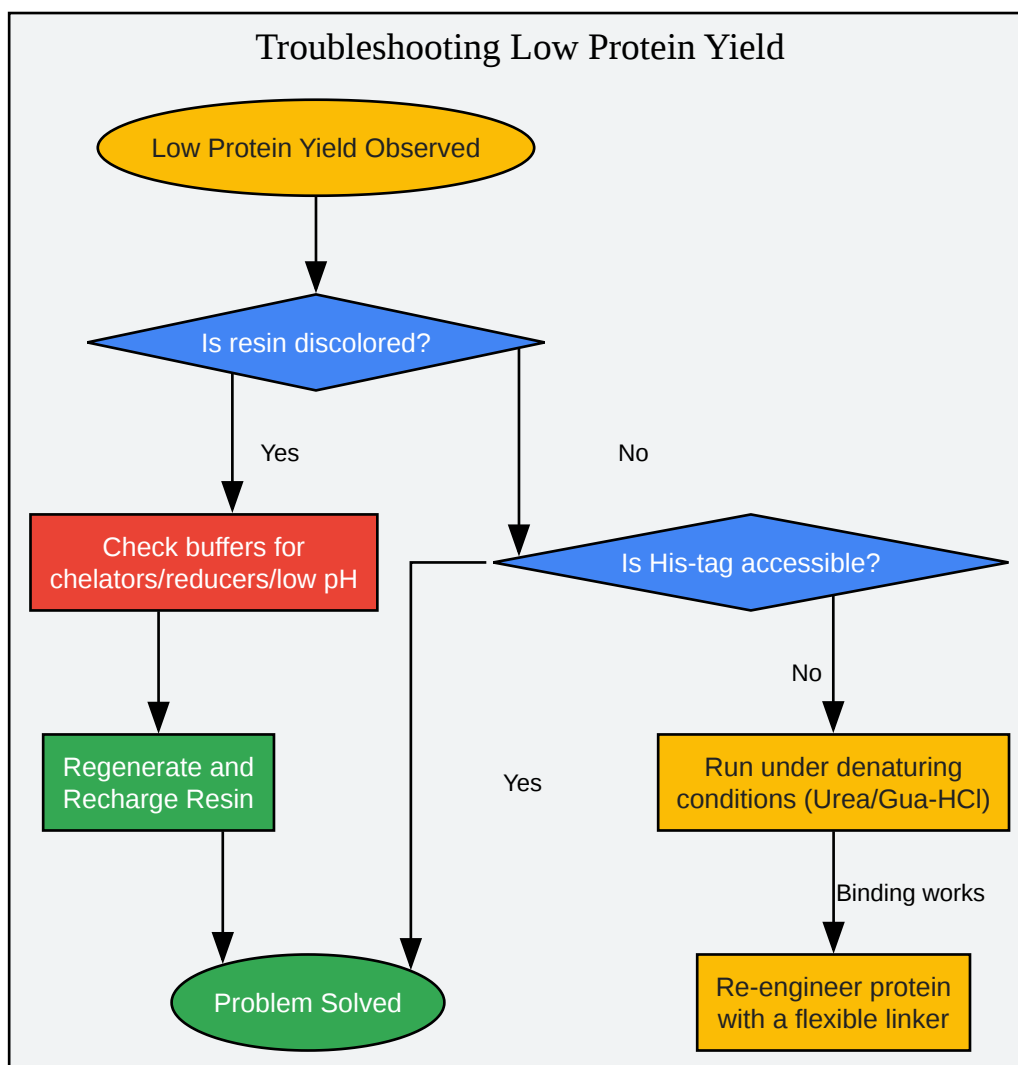 Troubleshooting Low Protein Yield
Low Protein Yield Observed
Is resin discolored?
Yes
No
Check buffers for
chelators/reducers/low pH
Is His-tag accessible?
No
Regenerate and
Recharge Resin
Yes
Run under denaturing
conditions (Urea/Gua-HCl)
Binding works
Problem Solved
Re-engineer protein
with a flexible linker